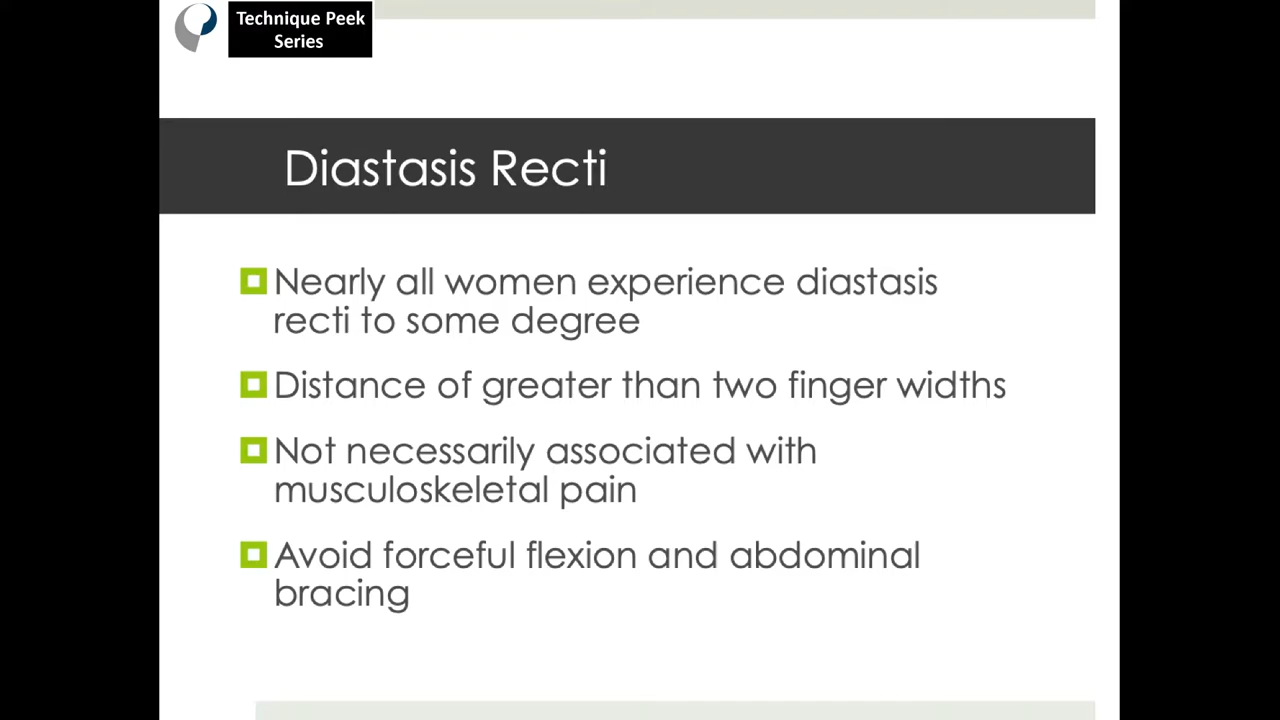 Technique Peek
Series
Diastasis Recti
Nearly all women experience diastasis
recti to some degree
Distance of greater than two finger widths
Not necessarily associated with
musculoskeletal pain
Avoid forceful flexion and abdominal
bracing